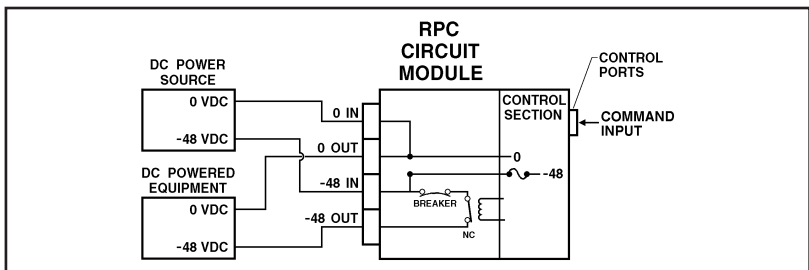 RPC
CIRCUIT
MODULE
DC POWER
SOURCE
0 VDC
-48 VDC
DC POWERED
EQUIPMENT
0 VDC
-48 VDC
0 IN
0 OUT
-48 IN
-48 OUT
BREAKER
NC
CONTROL
SECTION
0
-48
CONTROL
PORTS
COMMAND
INPUT